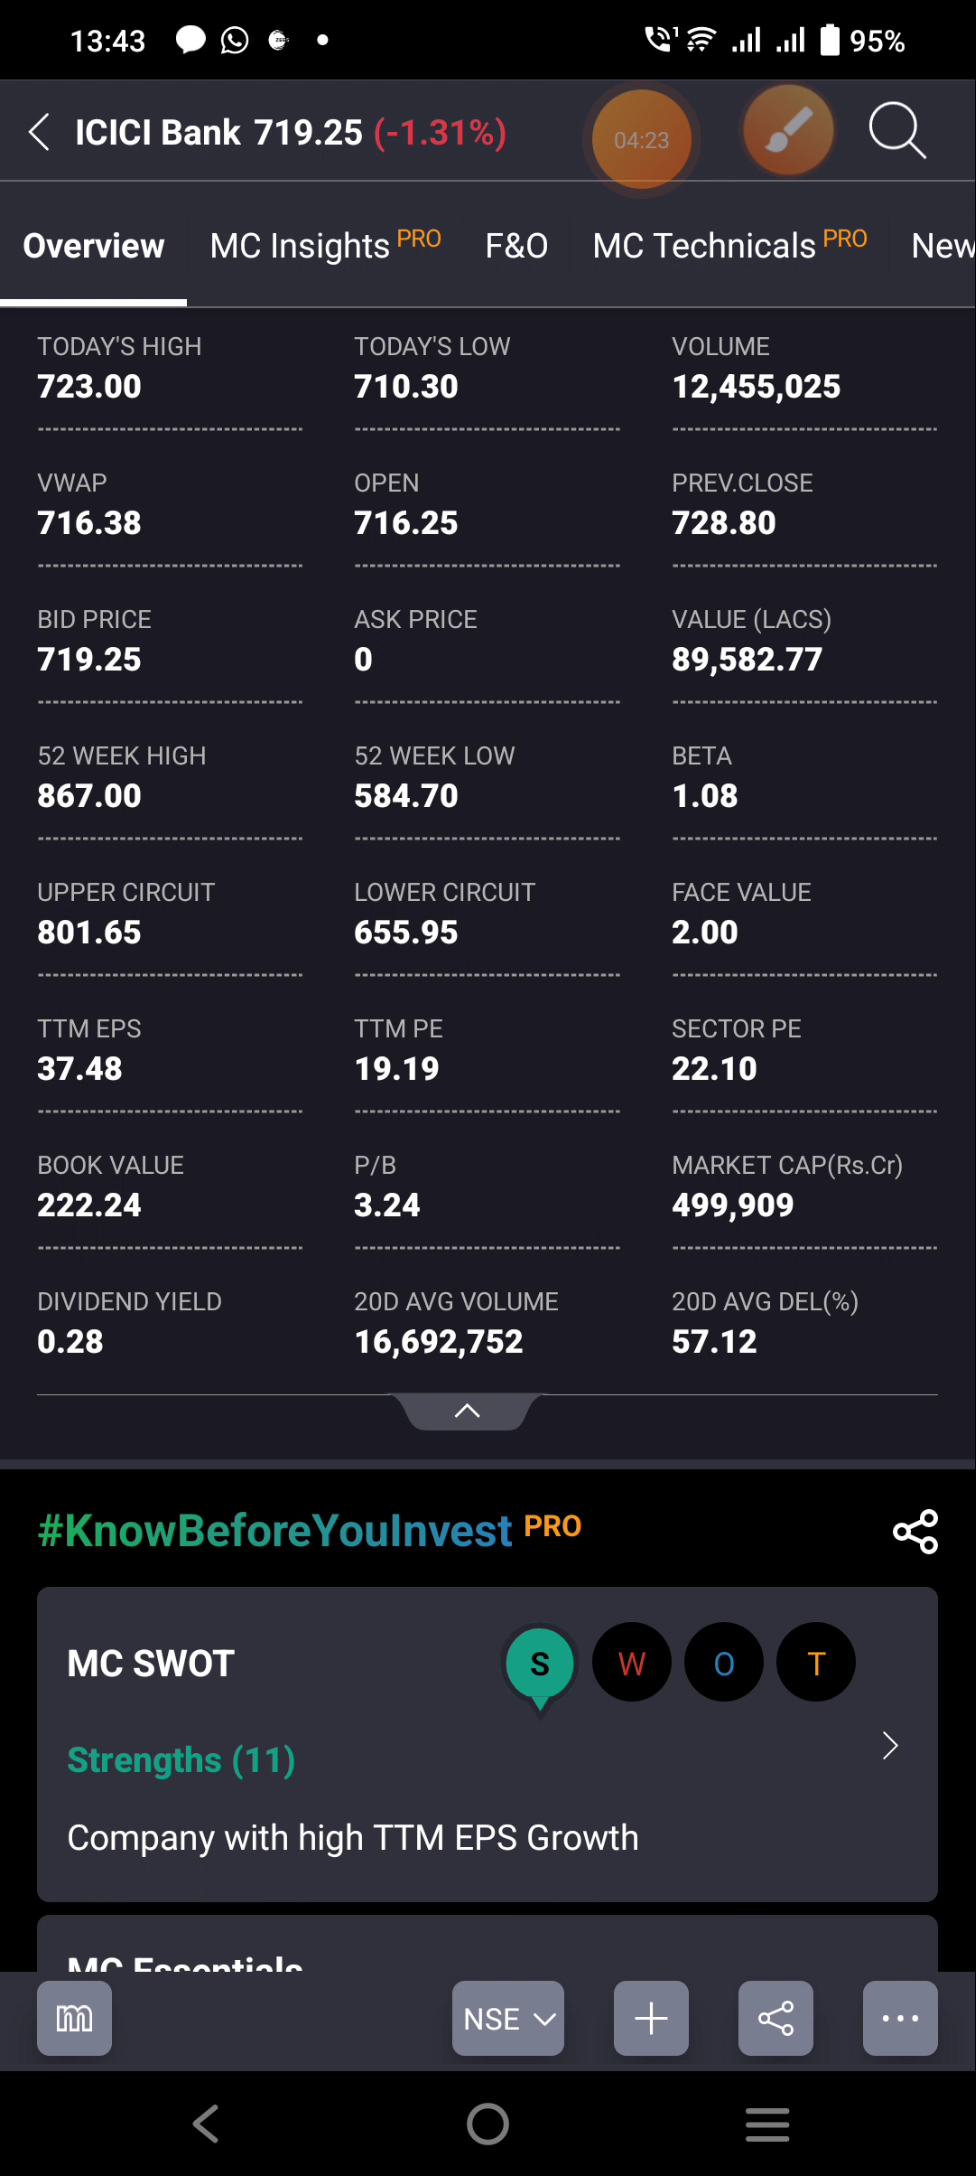 13:43
95%
ICICI Bank 719.25 (-1.31%)
04:23
Overview MC Insights PRO F&O MC Technicals PRO New
TODAY'S HIGH TODAY'S LOW VOLUME
723.00 710.30 12,455,025
VWAP OPEN PREV.CLOSE
716.38 716.25 728.80
BID PRICE ASK PRICE VALUE (LACS)
719.25 0 89,582.77
52 WEEK HIGH 52 WEEK LOW BETA
867.00 584.70 1.08
UPPER CIRCUIT LOWER CIRCUIT FACE VALUE
801.65 655.95 2.00
TTM EPS TTM PE SECTOR PE
37.48 19.19 22.10
BOOK VALUE P/B MARKET CAP(Rs.Cr)
222.24 3.24 499,909
DIVIDEND YIELD 20D AVG VOLUME 20D AVG DEL(%)
0.28 16,692,752 57.12
#KnowBeforeYouInvest PRO
MC SWOT S W O T
Strengths (11)
Company with high TTM EPS Growth
MC Essentials
m NSE